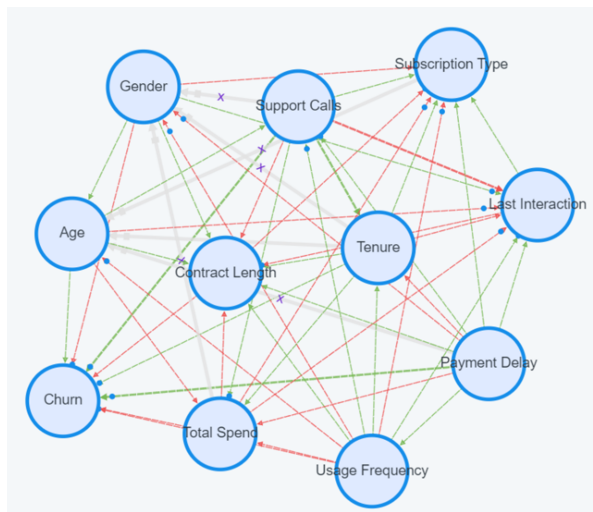 Subscription Type
Gender
x
Support Calls
x
x
Last Interaction
Age
Tenure
x
Contract Length
x
Payment Delay
Churn
Total Spend
Usage Frequency